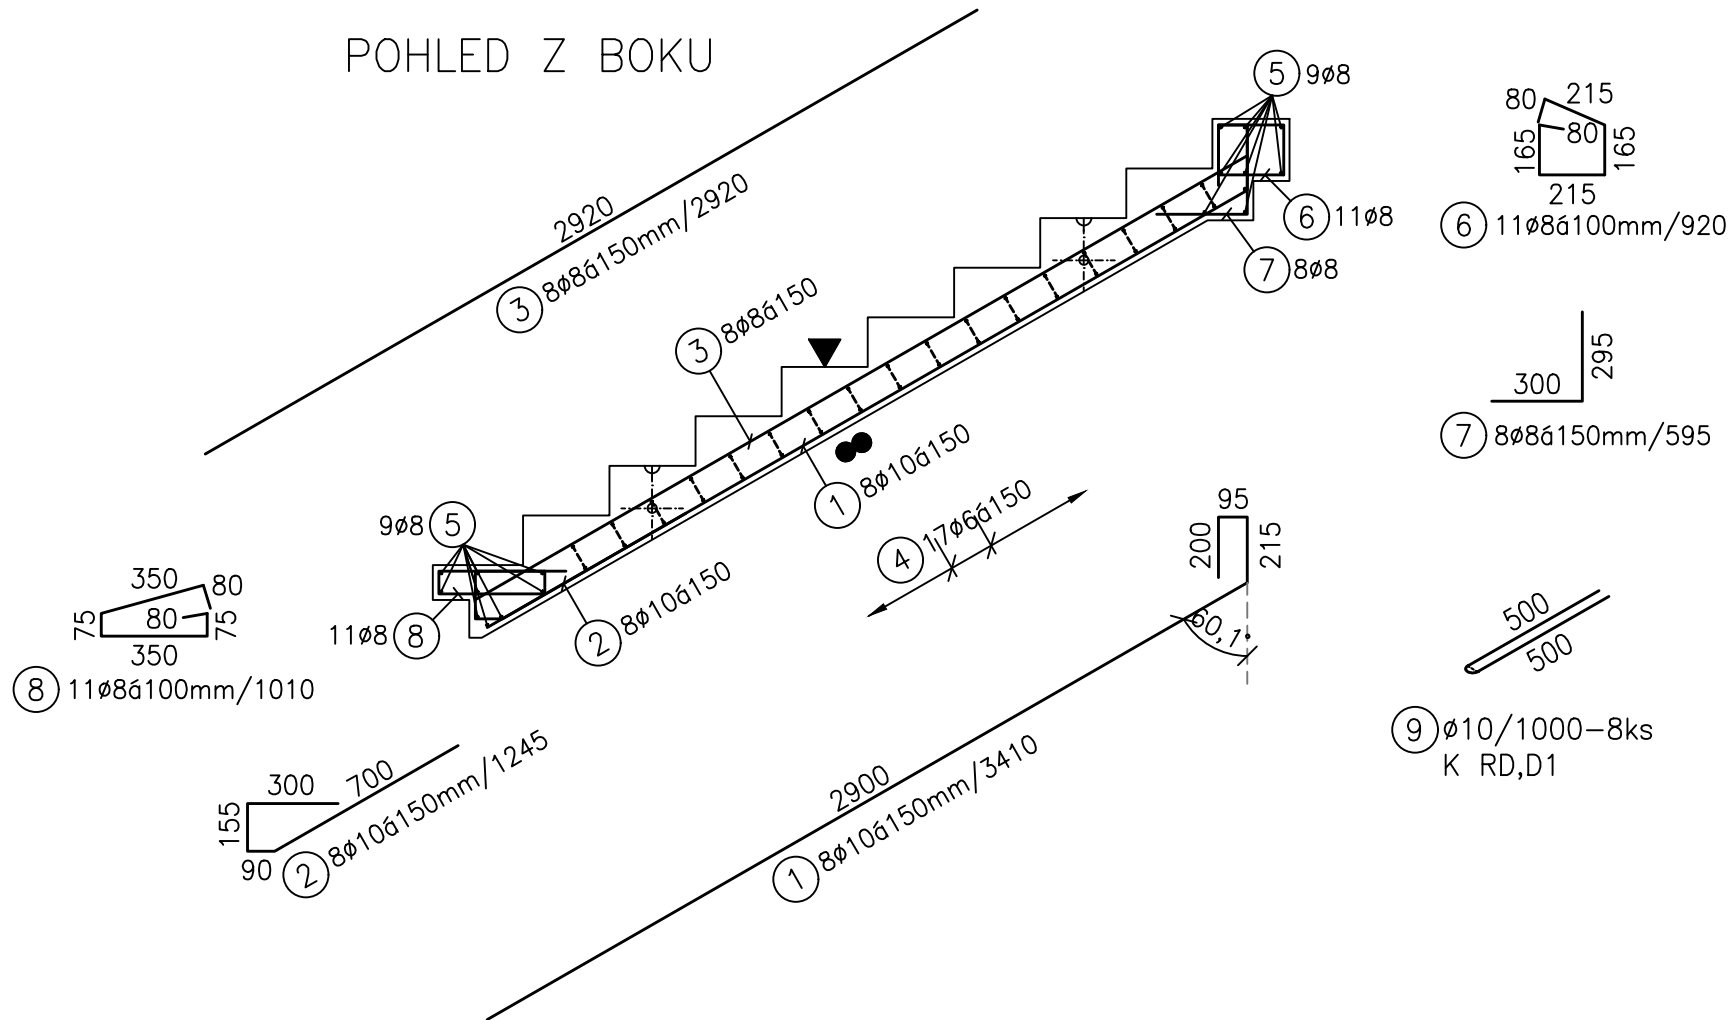 POHLED Z BOKU
2920
3 8ø8á150mm/2920
5 9ø8
6 11ø8
7 8ø8
80
215
80
165
165
215
6 11ø8á100mm/920
295
300
7 8ø8á150mm/595
3 8ø8á150
1 8ø10á150
9ø8 5
4 17ø6á150
2 8ø10á150
11ø8 8
350
80
80
75
75
350
8 11ø8á100mm/1010
95
200
215
60,1°
500
500
9 ø10/1000-8ks
K RD,D1
300
700
155
90
2 8ø10á150mm/1245
2900
1 8ø10á150mm/3410